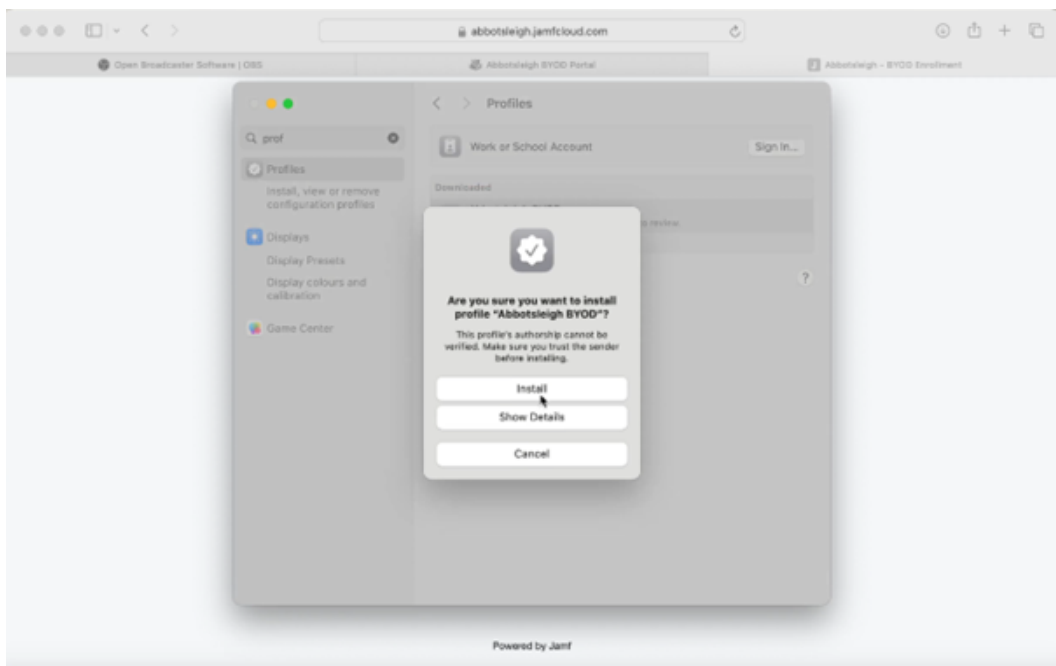 abbotsleigh.jamfcloud.com
Open Broadcaster Software | OBS
Abbotsleigh BYOD Portal
Abbotsleigh – BYOD Enrollment
Profiles
prof
Work or School Account
Sign In...
Profiles
Install, view or remove
configuration profiles
Downloaded
to review
Displays
Display Presets
Display colours and
calibration
?
Game Center
Are you sure you want to install
profile "Abbotsleigh BYOD"?
This profile's authorship cannot be
verified. Make sure you trust the sender
before installing.
Install
Show Details
Cancel
Powered by Jamf